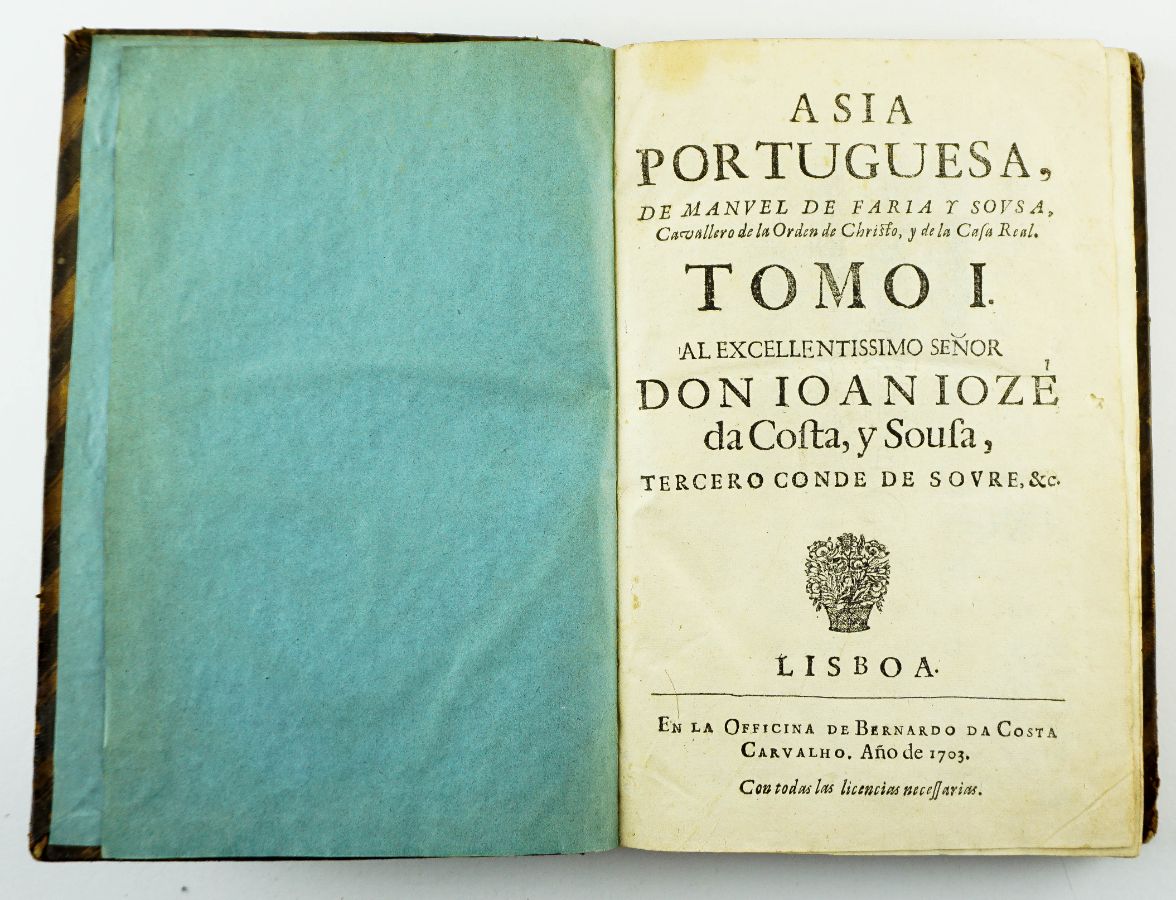 ASIA
PORTUGUESA,
DE MANVEL DE FARIA Y SOVSA,
Cavallero de la Orden de Christo, y de la Caſa Real.
TOMO I.
AL EXCELLENTISSIMO SEÑOR
DON IOAN IOZÉ
da Coſta, y Souſa,
TERCERO CONDE DE SOVRE, &c.
LISBOA.
EN LA OFFICINA DE BERNARDO DA COSTA
CARVALHO. Año de 1703.
Con todas las licencias neceſſarias.